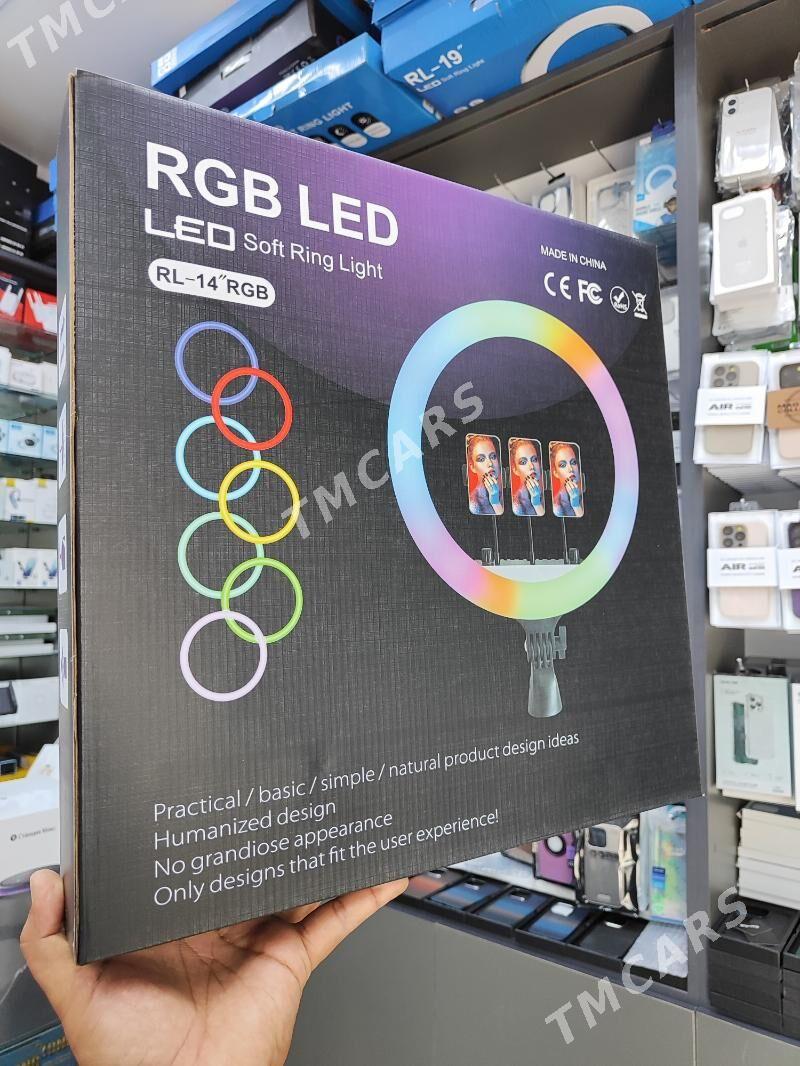 TMCARS
RL-19"
LED Soft Ring Light
RING LIGHT
RGB LED
LED Soft Ring Light
RL-14"RGB
MADE IN CHINA
CE FC RoHS
TMCARS
AIR
AIR
Practical / basic / simple / natural product design ideas
Humanized design
No grandiose appearance
Only designs that fit the user experience!
TMCARS